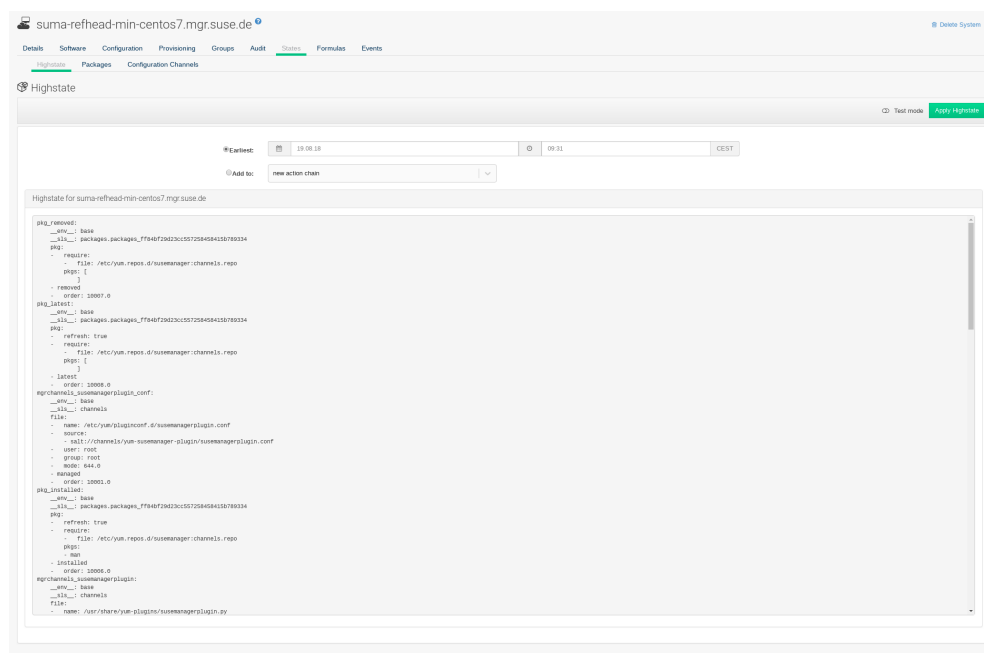 suma-refhead-min-centos7.mgr.suse.de ?
Delete System
Details Software Configuration Provisioning Groups Audit States Formulas Events
Highstate Packages Configuration Channels
Highstate
Test mode Apply Highstate
Earliest: 19.08.18 09:31 CEST
Add to: new action chain
Highstate for suma-refhead-min-centos7.mgr.suse.de
pkg_removed:
__env__: base
__sls__: packages.packages_ff84bf29d23cc557258458415b789334
pkg:
- require:
- file: /etc/yum.repos.d/susemanager:channels.repo
pkgs: [
]
- removed
- order: 10007.0
pkg_latest:
__env__: base
__sls__: packages.packages_ff84bf29d23cc557258458415b789334
pkg:
- refresh: true
- require:
- file: /etc/yum.repos.d/susemanager:channels.repo
pkgs: [
]
- latest
- order: 10008.0
mgrchannels_susemanagerplugin_conf:
__env__: base
__sls__: channels
file:
- name: /etc/yum/pluginconf.d/susemanagerplugin.conf
- source:
- salt://channels/yum-susemanager-plugin/susemanagerplugin.conf
- user: root
- group: root
- mode: 644.0
- managed
- order: 10001.0
pkg_installed:
__env__: base
__sls__: packages.packages_ff84bf29d23cc557258458415b789334
pkg:
- refresh: true
- require:
- file: /etc/yum.repos.d/susemanager:channels.repo
pkgs:
- man
- installed
- order: 10006.0
mgrchannels_susemanagerplugin:
__env__: base
__sls__: channels
file:
- name: /usr/share/yum-plugins/susemanagerplugin.py